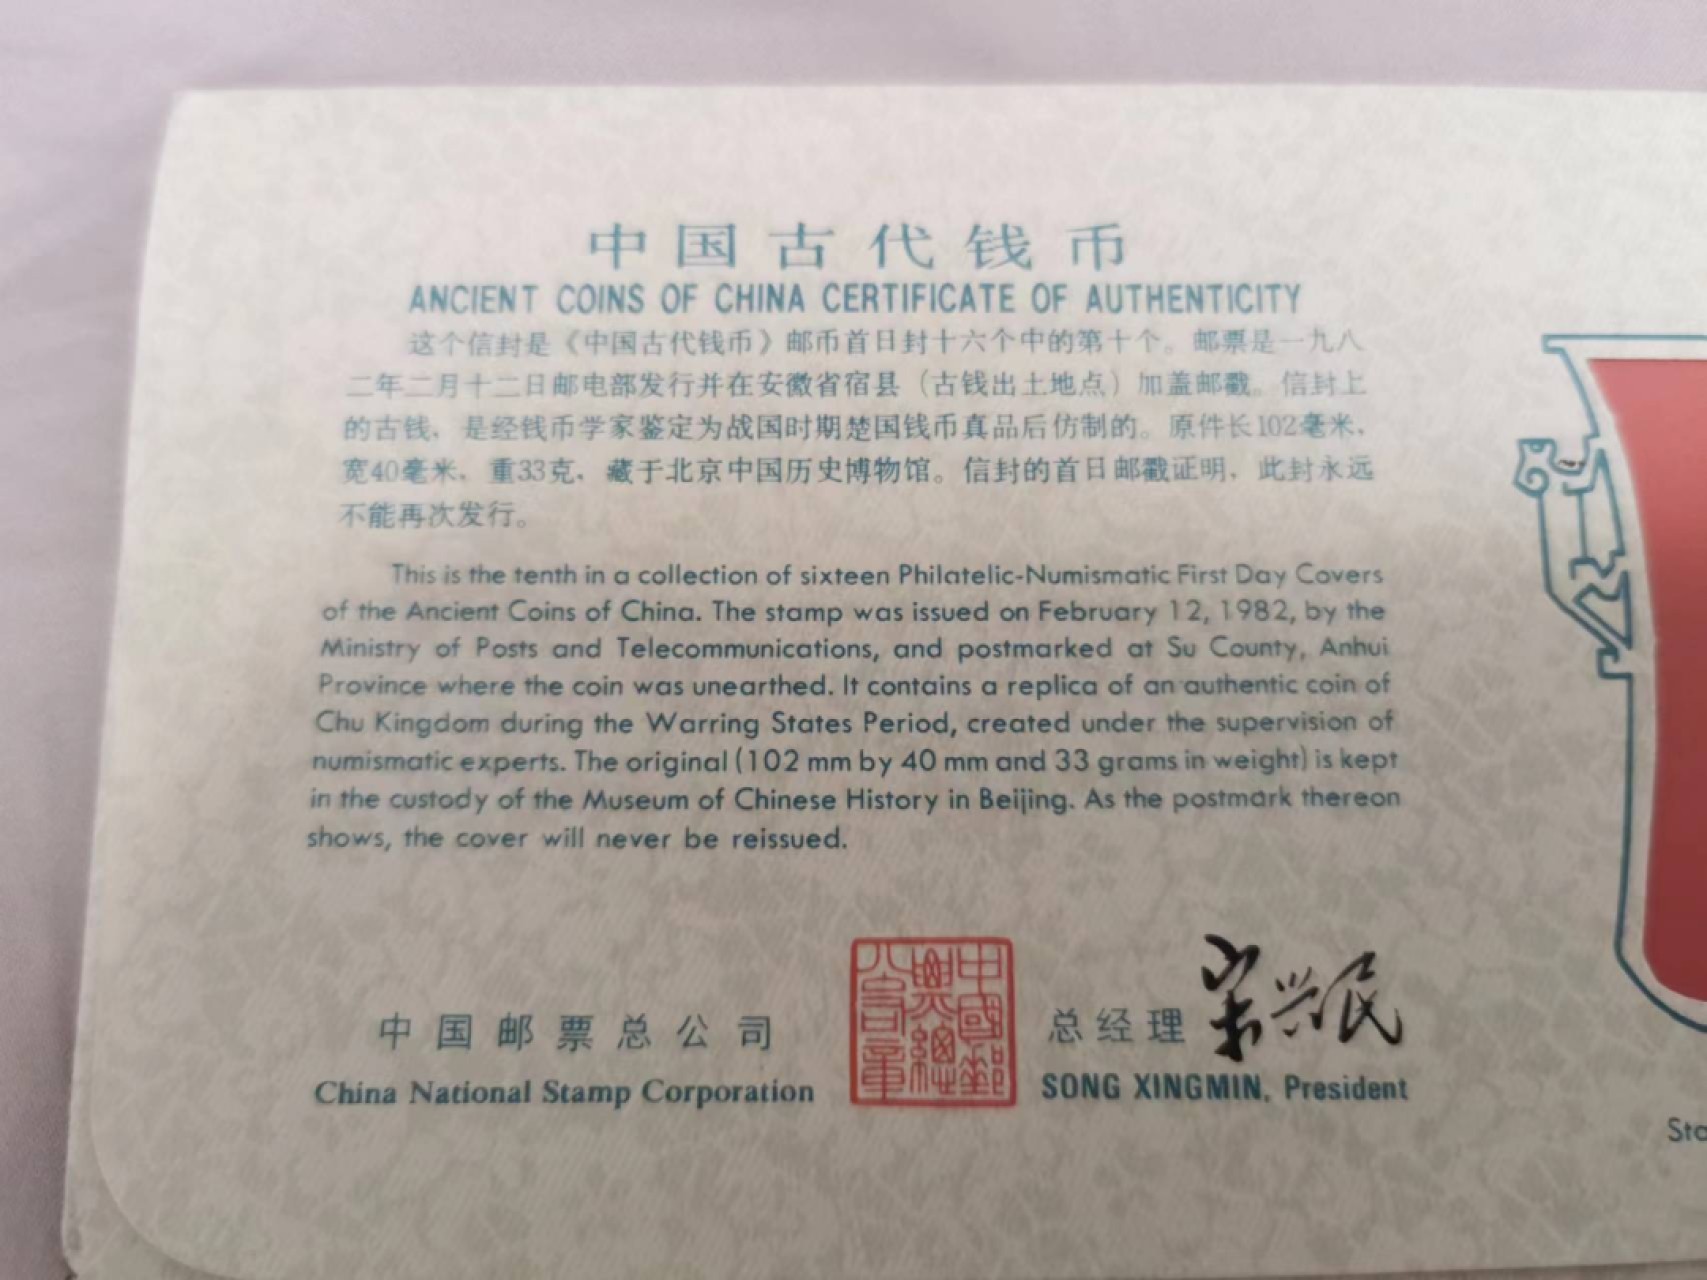 中国古代钱币
ANCIENT COINS OF CHINA CERTIFICATE OF AUTHENTICITY
这个信封是《中国古代钱币》邮币首日封十六个中的第十个。邮票是一九八
二年二月十二日邮电部发行并在安徽省宿县（古钱出土地点）加盖邮戳。信封上
的古钱，是经钱币学家鉴定为战国时期楚国钱币真品后仿制的。原件长102毫米，
宽40毫米，重33克，藏于北京中国历史博物馆。信封的首日邮戳证明，此封永远
不能再次发行。
This is the tenth in a collection of sixteen Philatelic-Numismatic First Day Covers
of the Ancient Coins of China. The stamp was issued on February 12, 1982, by the
Ministry of Posts and Telecommunications, and postmarked at Su County, Anhui
Province where the coin was unearthed. It contains a replica of an authentic coin of
Chu Kingdom during the Warring States Period, created under the supervision of
numismatic experts. The original (102 mm by 40 mm and 33 grams in weight) is kept
in the custody of the Museum of Chinese History in Beijing. As the postmark thereon
shows, the cover will never be reissued.
中国邮票总公司
China National Stamp Corporation
总经理 宋兴民
SONG XINGMIN, President